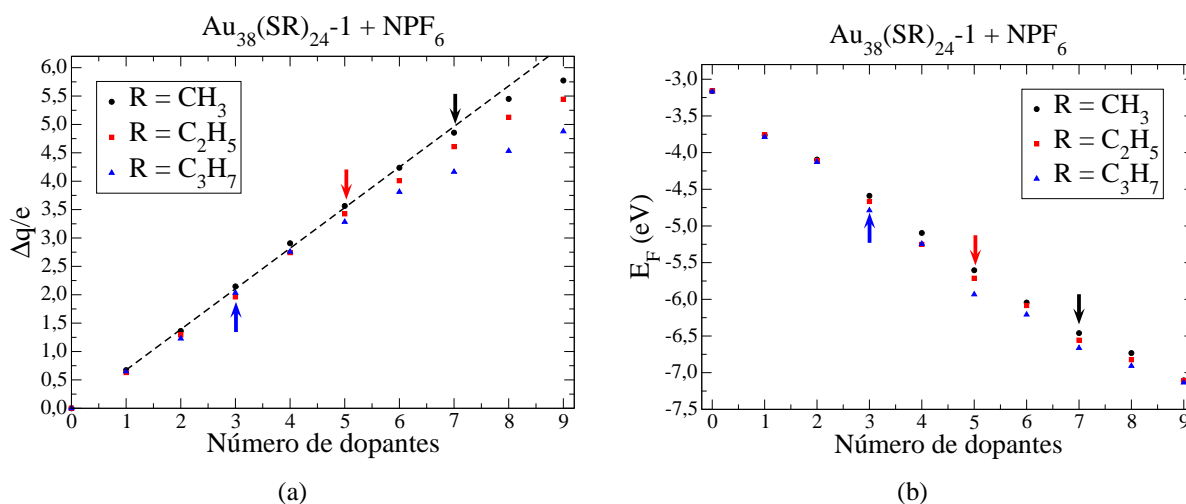 Au38(SR)24-1 + NPF6
6,0
5,5
5,0
4,5
4,0
3,5
3,0
2,5
2,0
1,5
1,0
0,5
0,0
Δq/e
R = CH3
R = C2H5
R = C3H7
0 1 2 3 4 5 6 7 8 9
Número de dopantes
(a)
Au38(SR)24-1 + NPF6
-3,0
-3,5
-4,0
-4,5
-5,0
-5,5
-6,0
-6,5
-7,0
-7,5
EF (eV)
R = CH3
R = C2H5
R = C3H7
0 1 2 3 4 5 6 7 8 9
Número de dopantes
(b)